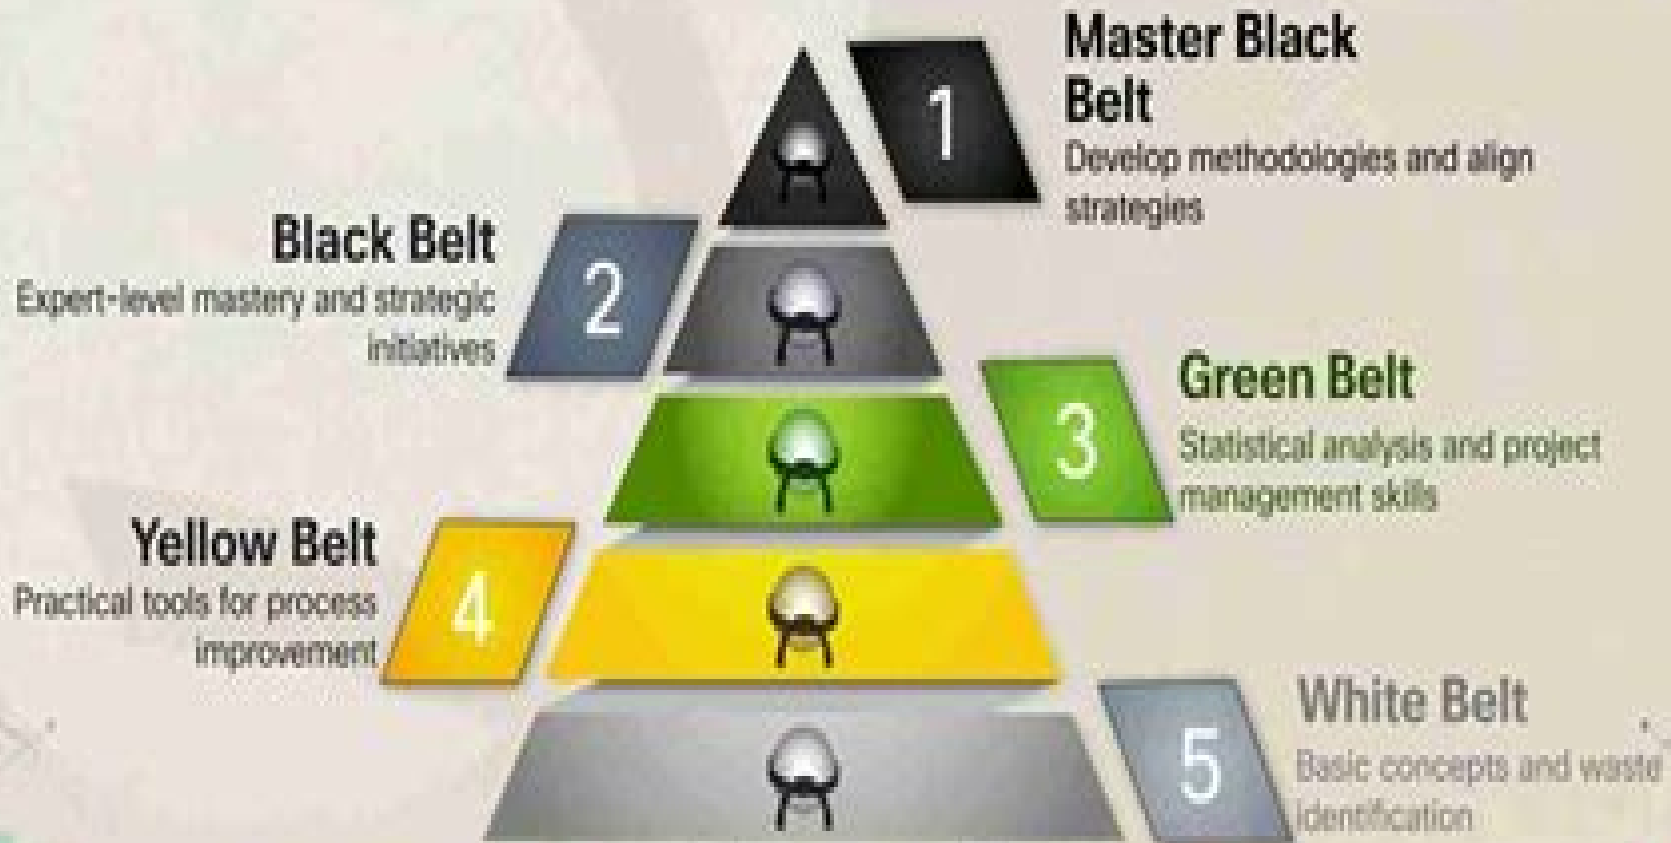 Master Black
Belt
1
Develop methodologies and align
strategies
Black Belt
2
Expert-level mastery and strategic
initiatives
Green Belt
3
Statistical analysis and project
management skills
Yellow Belt
4
Practical tools for process
improvement
White Belt
5
Basic concepts and waste
identification